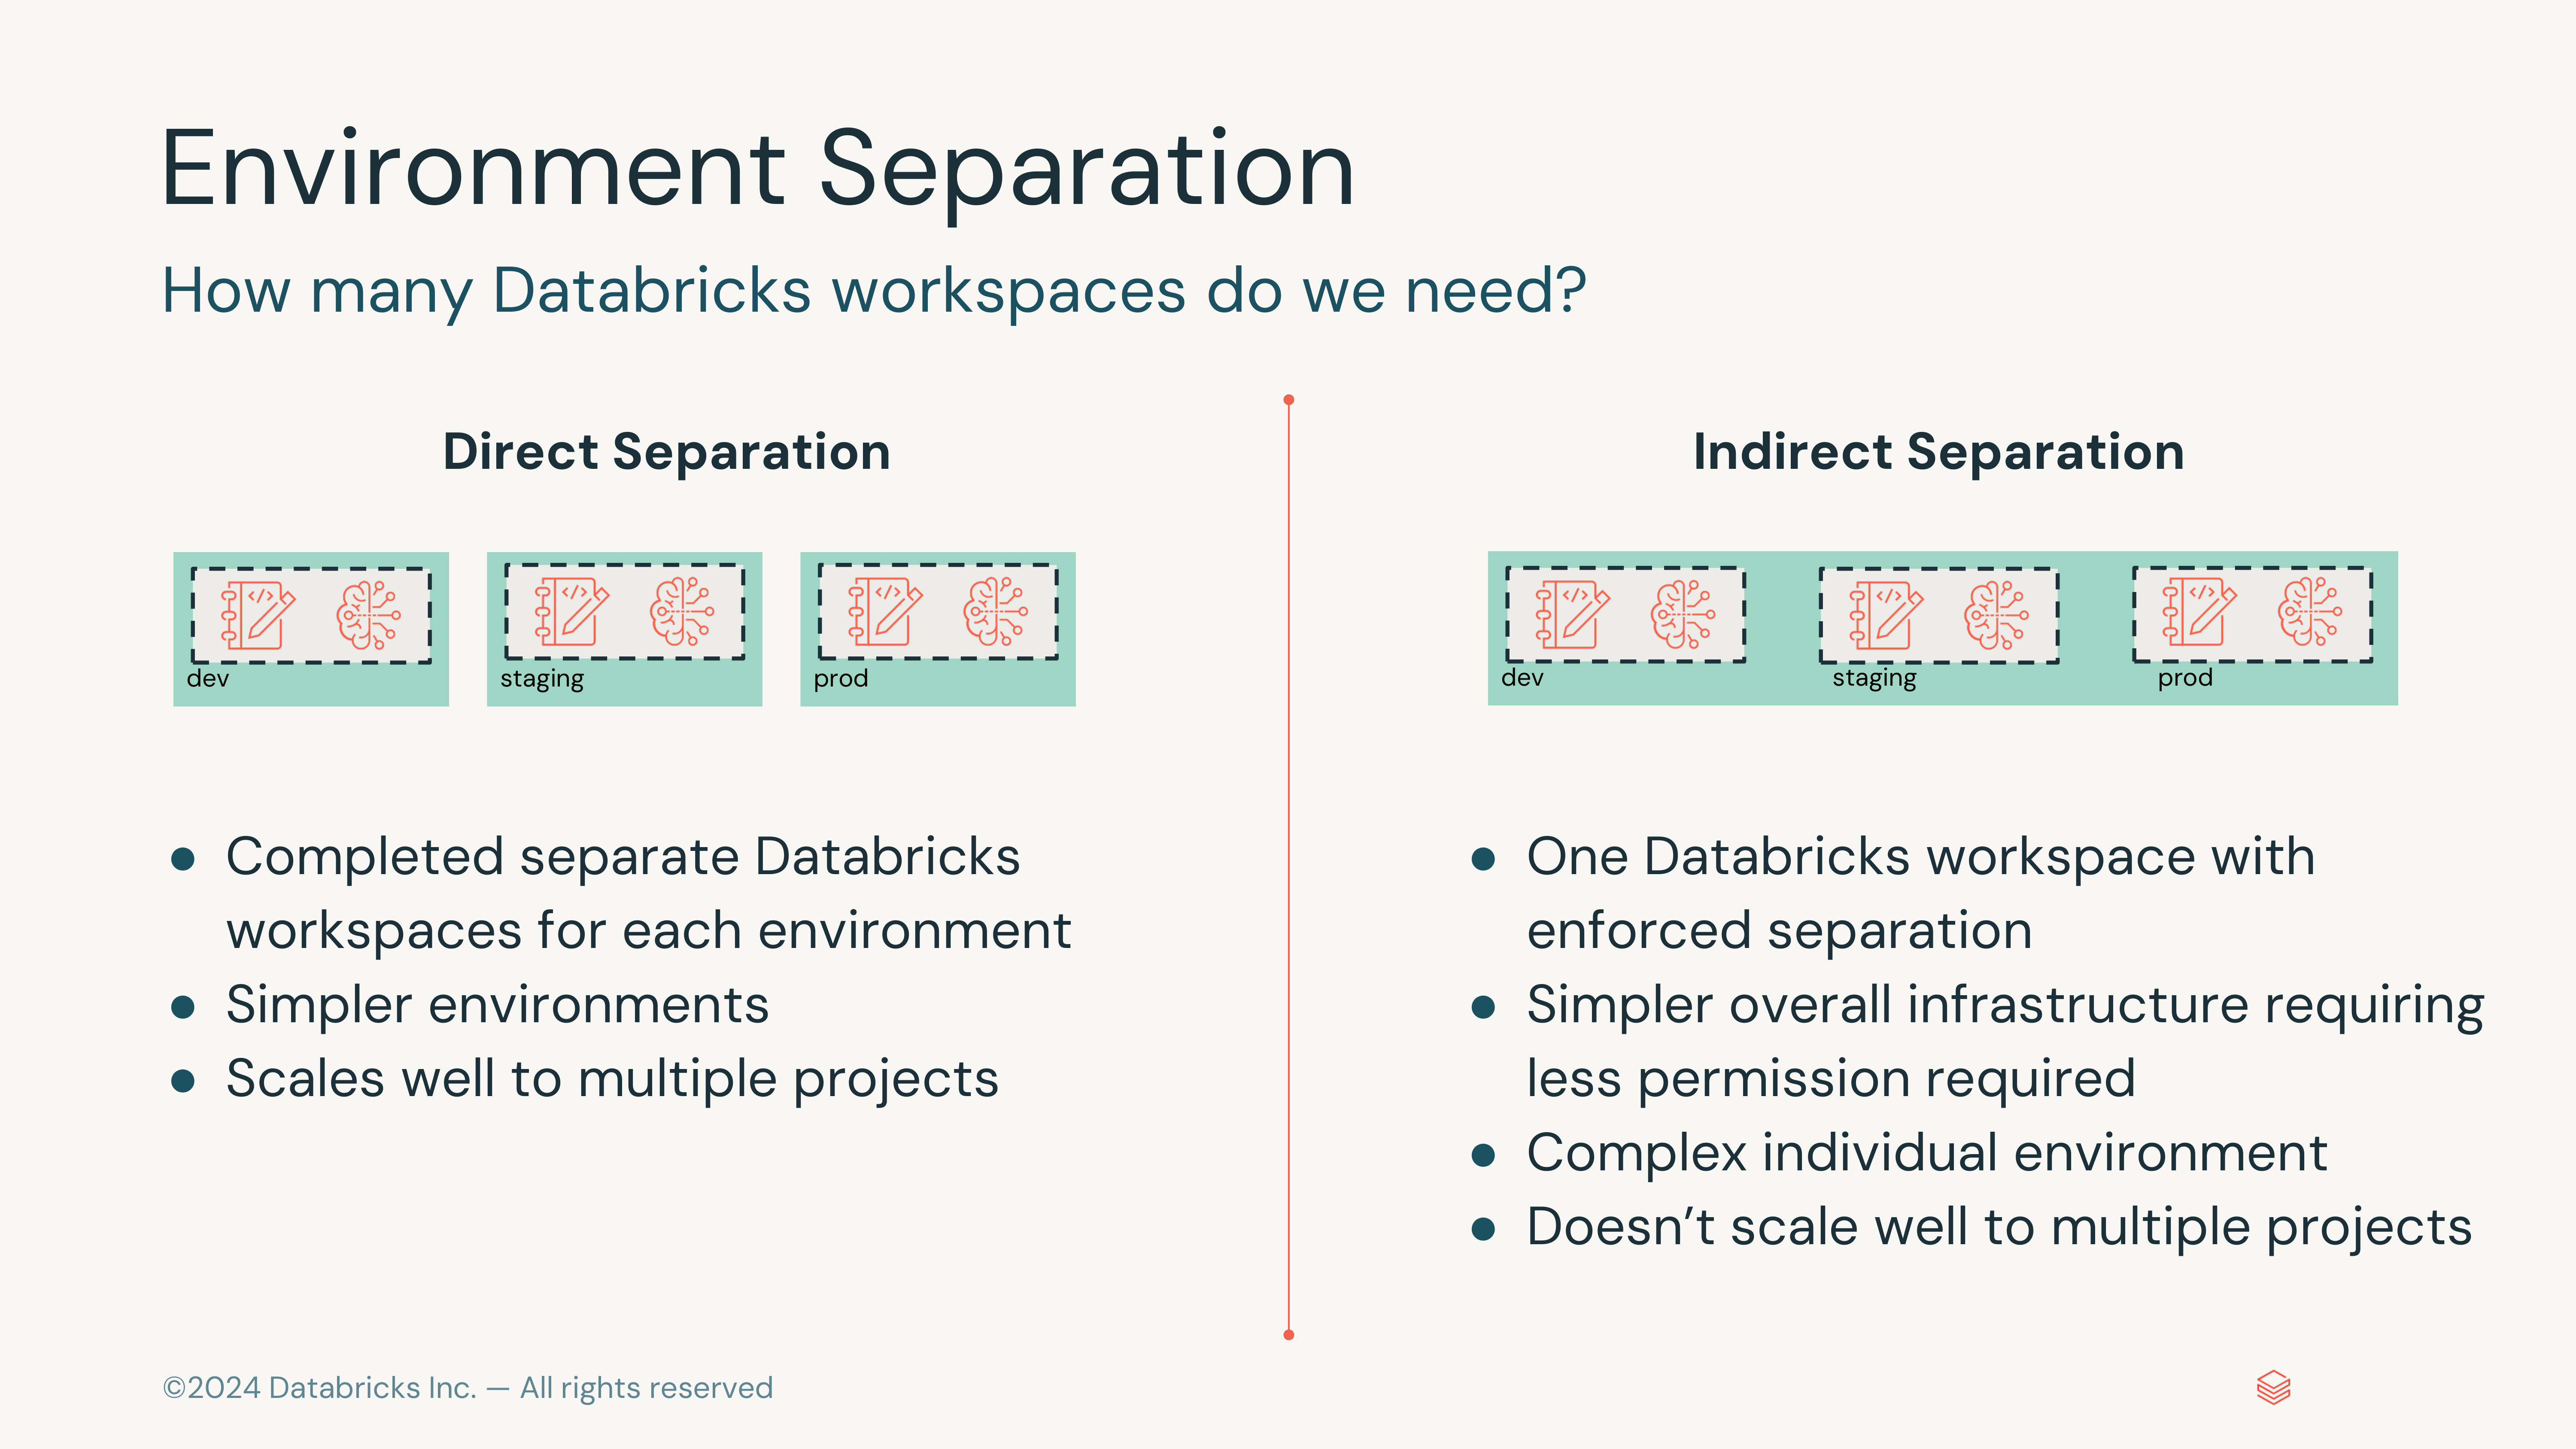 Environment Separation
How many Databricks workspaces do we need?
Direct Separation
dev
staging
prod
● Completed separate Databricks
workspaces for each environment
● Simpler environments
● Scales well to multiple projects
Indirect Separation
dev
staging
prod
● One Databricks workspace with
enforced separation
● Simpler overall infrastructure requiring
less permission required
● Complex individual environment
● Doesn’t scale well to multiple projects
©2024 Databricks Inc. — All rights reserved